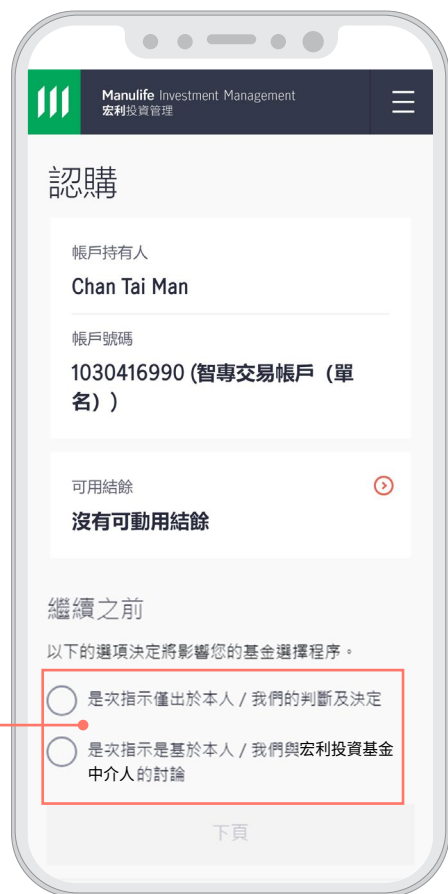 Manulife Investment Management
宏利投資管理
認購
帳戶持有人
Chan Tai Man
帳戶號碼
1030416990 (智專交易帳戶（單
名）)
可用結餘
沒有可動用結餘
繼續之前
以下的選項決定將影響您的基金選擇程序。
是次指示僅出於本人 / 我們的判斷及決定
是次指示是基於本人 / 我們與宏利投資基金
中介人的討論
下頁